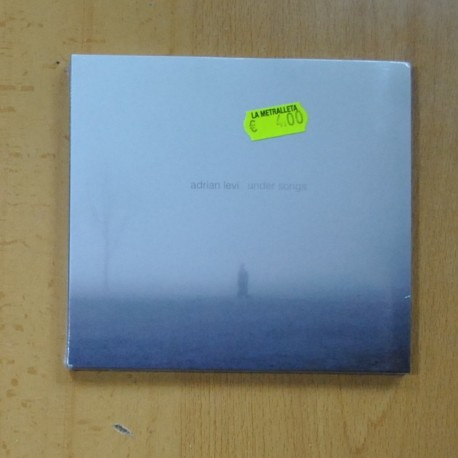 LA METRALLETA
€ 4.00
adrian levi under songs